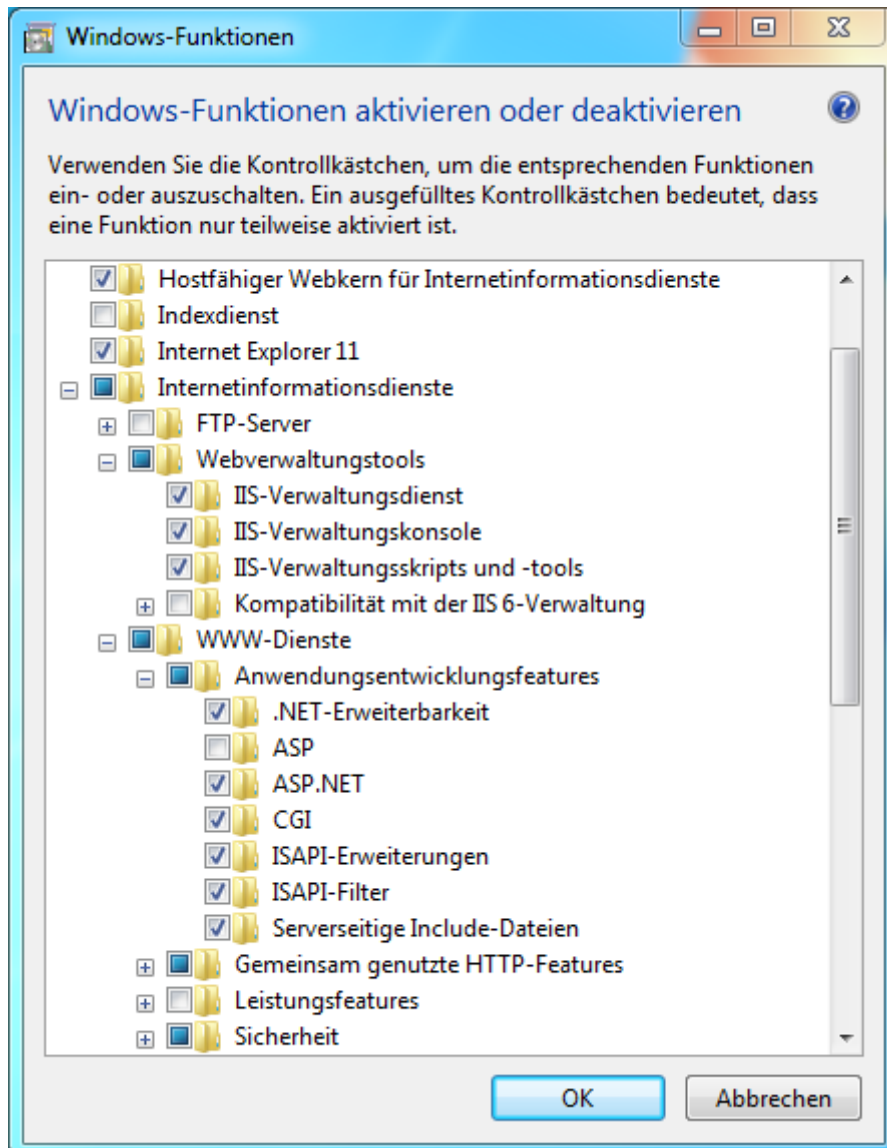 Windows-Funktionen
Windows-Funktionen aktivieren oder deaktivieren
Verwenden Sie die Kontrollkästchen, um die entsprechenden Funktionen
ein- oder auszuschalten. Ein ausgefülltes Kontrollkästchen bedeutet, dass
eine Funktion nur teilweise aktiviert ist.
Hostfähiger Webkern für Internetinformationsdienste
Indexdienst
Internet Explorer 11
Internetinformationsdienste
FTP-Server
Webverwaltungstools
IIS-Verwaltungsdienst
IIS-Verwaltungskonsole
IIS-Verwaltungsskripts und -tools
Kompatibilität mit der IIS 6-Verwaltung
WWW-Dienste
Anwendungsentwicklungsfeatures
.NET-Erweiterbarkeit
ASP
ASP.NET
CGI
ISAPI-Erweiterungen
ISAPI-Filter
Serverseitige Include-Dateien
Gemeinsam genutzte HTTP-Features
Leistungsfeatures
Sicherheit
OK
Abbrechen